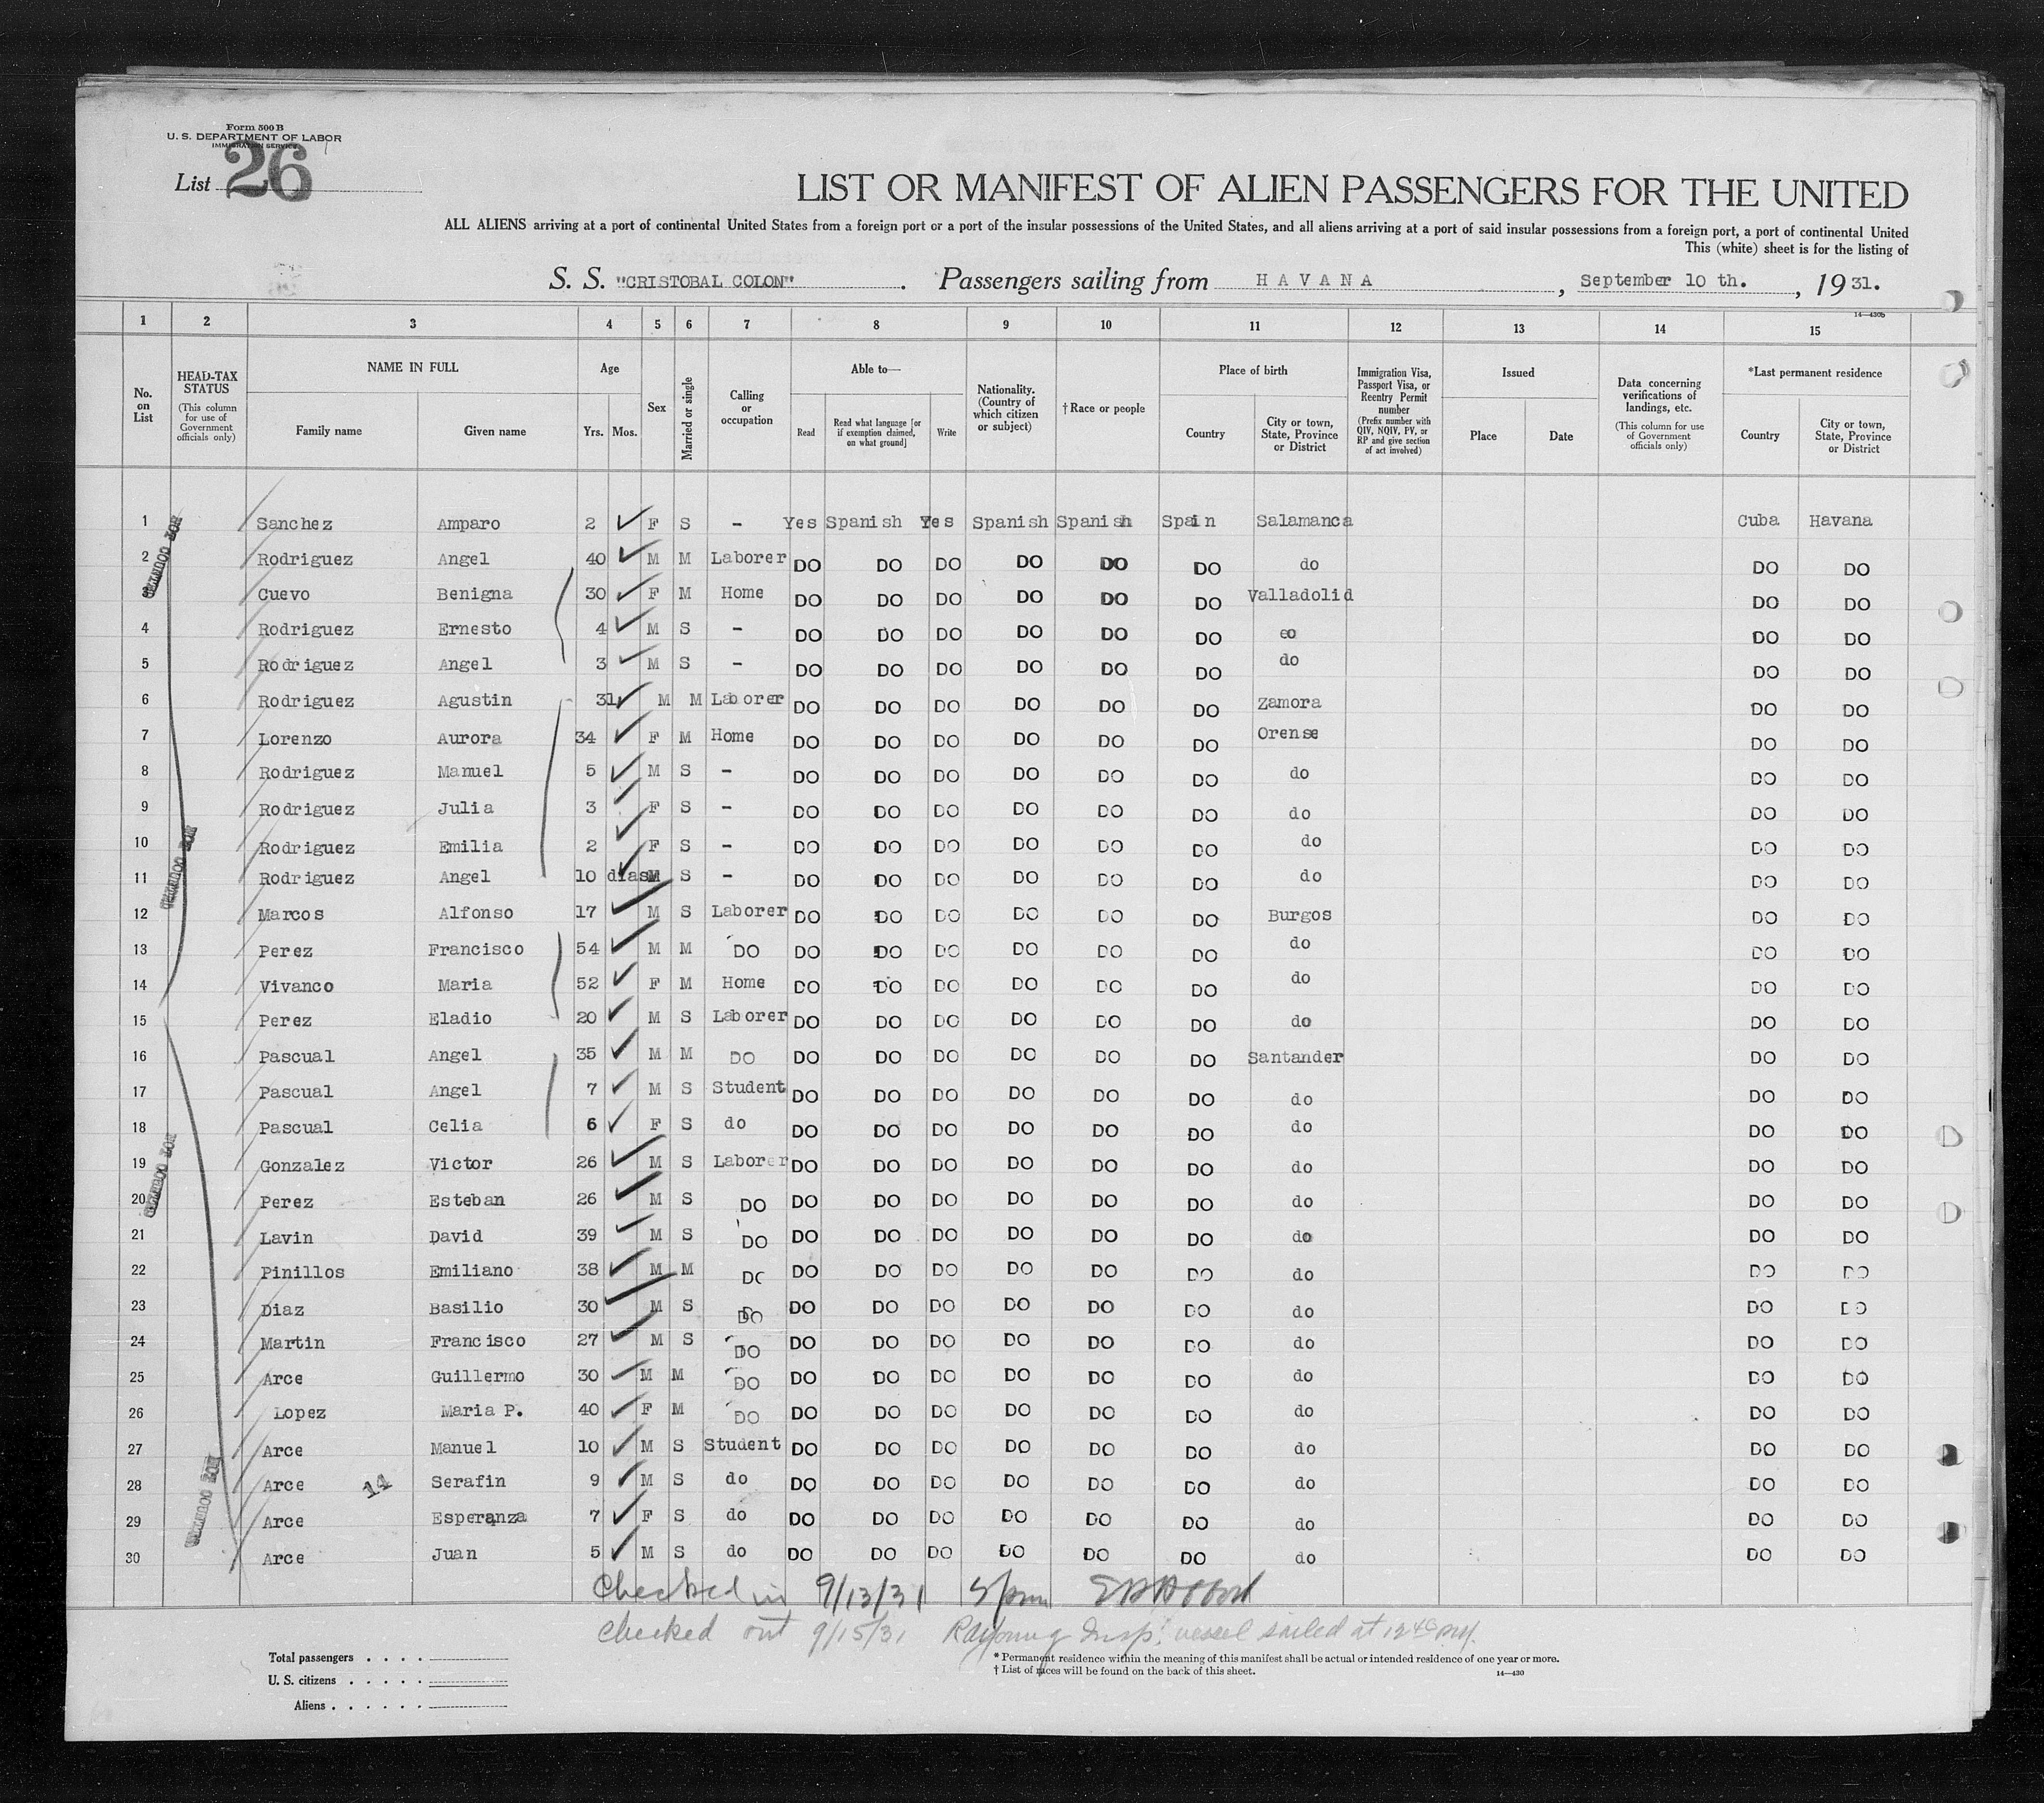 Form 500 B
U. S. DEPARTMENT OF LABOR
IMMIGRATION SERVICE
List 26
LIST OR MANIFEST OF ALIEN PASSENGERS FOR THE UNITED
ALL ALIENS arriving at a port of continental United States from a foreign port or a port of the insular possessions of the United States, and all aliens arriving at a port of said insular possessions from a foreign port, a port of continental United
This (white) sheet is for the listing of
S. S. "CRISTOBAL COLON". Passengers sailing from HAVANA, September 10 th., 19 31.
14—430b
1 2 3 4 5 6 7 8 9 10 11 12 13 14 15
No. on List
HEAD-TAX STATUS (This column for use of Government officials only)
NAME IN FULL Family name Given name
Age Yrs. Mos.
Sex
Married or single
Calling or occupation
Able to— Read Read what language [or if exemption claimed, on what ground] Write
Nationality. (Country of which citizen or subject)
† Race or people
Place of birth Country City or town, State, Province or District
Immigration Visa, Passport Visa, or Reentry Permit number (Prefix number with QIV, NQIV, PV, or RP and give section of act involved)
Issued Place Date
Data concerning verifications of landings, etc. (This column for use of Government officials only)
*Last permanent residence Country City or town, State, Province or District
1 Sanchez Amparo 2 F S - Yes Spanish Yes Spanish Spanish Spain Salamanca Cuba Havana
2 Rodriguez Angel 40 M M Laborer DO DO DO DO DO DO do DO DO
3 Cuevo Benigna 30 F M Home DO DO DO DO DO DO Valladolid DO DO
4 Rodriguez Ernesto 4 M S - DO DO DO DO DO DO eo DO DO
5 Rodriguez Angel 3 M S - DO DO DO DO DO DO do DO DO
6 Rodriguez Agustin 31 M M Laborer DO DO DO DO DO DO Zamora DO DO
7 Lorenzo Aurora 34 F M Home DO DO DO DO DO DO Orense DO DO
8 Rodriguez Manuel 5 M S - DO DO DO DO DO DO do DO DO
9 Rodriguez Julia 3 F S - DO DO DO DO DO DO do DO DO
10 Rodriguez Emilia 2 F S - DO DO DO DO DO DO do DO DO
11 Rodriguez Angel 10 dias M S - DO DO DO DO DO DO do DO DO
12 Marcos Alfonso 17 M S Laborer DO DO DO DO DO DO Burgos DO DO
13 Perez Francisco 54 M M DO DO DO DO DO DO DO do DO DO
14 Vivanco Maria 52 F M Home DO DO DO DO DO DO do DO DO
15 Perez Eladio 20 M S Laborer DO DO DO DO DO DO do DO DO
16 Pascual Angel 35 M M DO DO DO DO DO DO DO Santander DO DO
17 Pascual Angel 7 M S Student DO DO DO DO DO DO do DO DO
18 Pascual Celia 6 F S do DO DO DO DO DO DO do DO DO
19 Gonzalez Victor 26 M S Laborer DO DO DO DO DO DO do DO DO
20 Perez Esteban 26 M S DO DO DO DO DO DO DO do DO DO
21 Lavin David 39 M S DO DO DO DO DO DO DO do DO DO
22 Pinillos Emiliano 38 M M DO DO DO DO DO DO DO do DO DO
23 Diaz Basilio 30 M S DO DO DO DO DO DO DO do DO DO
24 Martin Francisco 27 M S DO DO DO DO DO DO DO do DO DO
25 Arce Guillermo 30 M M DO DO DO DO DO DO DO do DO DO
26 Lopez Maria P. 40 F M DO DO DO DO DO DO DO do DO DO
27 Arce Manuel 10 M S Student DO DO DO DO DO DO do DO DO
28 Arce 14 Serafin 9 M S do DO DO DO DO DO DO do DO DO
29 Arce Esperanza 7 F S do DO DO DO DO DO DO do DO DO
30 Arce Juan 5 M S do DO DO DO DO DO DO do DO DO
Checked in 9/13/31 5 pm
checked out 9/15/31 Insp. vessel sailed at
Total passengers
U. S. citizens
Aliens
* Permanent residence within the meaning of this manifest shall be actual or intended residence of one year or more.
† List of races will be found on the back of this sheet.
14—430